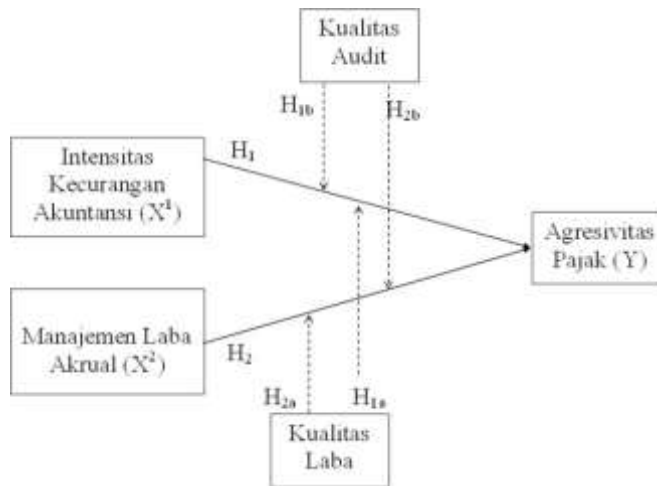 Kualitas
Audit
H1b
H2b
H1
Intensitas
Kecurangan
Akuntansi (X1)
Agresivitas
Pajak (Y)
Manajemen Laba
Akrual (X2)
H2
H2a
H1a
Kualitas
Laba